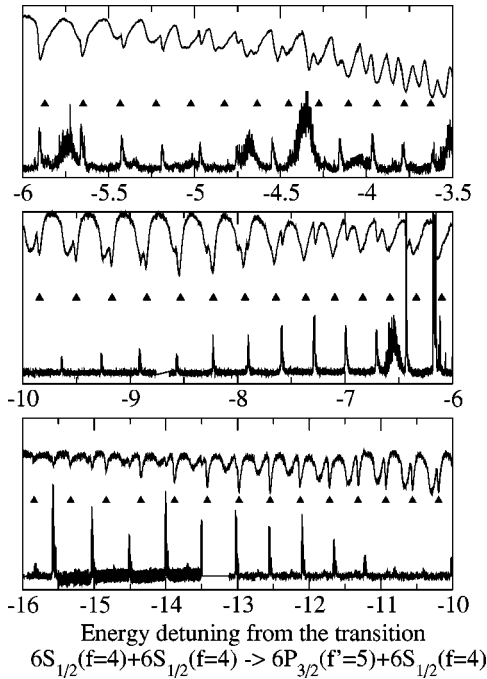 -6 -5.5 -5 -4.5 -4 -3.5
-10 -9 -8 -7 -6
-16 -15 -14 -13 -12 -11 -10
Energy detuning from the transition
6S1/2(f=4)+6S1/2(f=4) -> 6P3/2(f'=5)+6S1/2(f=4)